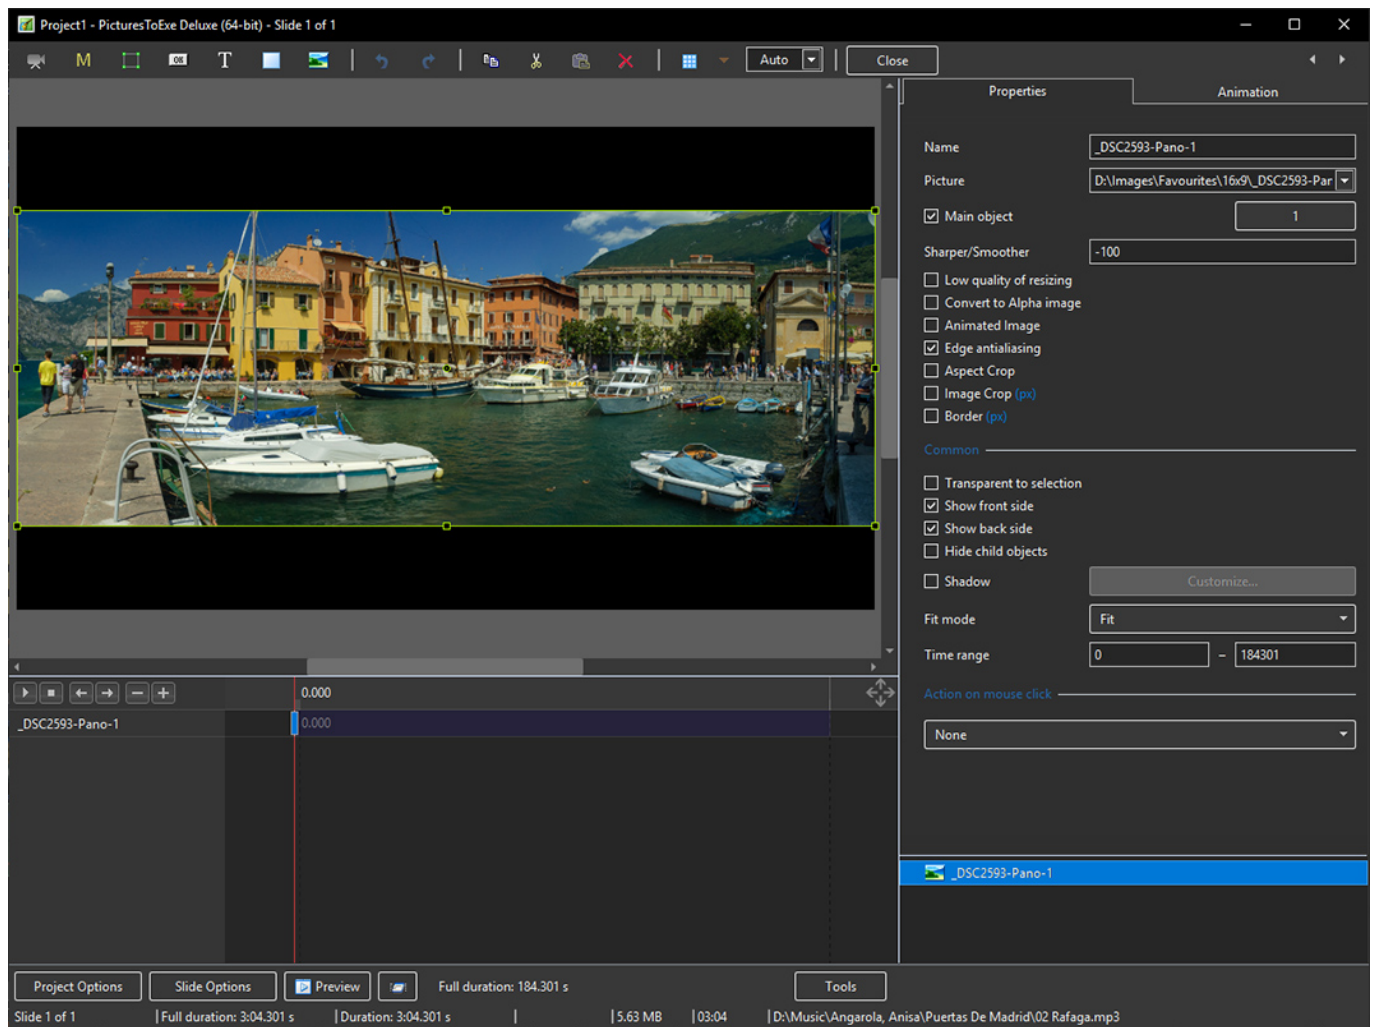 Project1 - PicturesToExe Deluxe (64-bit) - Slide 1 of 1
M OK T Auto Close
Properties Animation
Name _DSC2593-Pano-1
Picture D:\Images\Favourites\16x9\_DSC2593-Par
Main object 1
Sharper/Smoother -100
Low quality of resizing
Convert to Alpha image
Animated Image
Edge antialiasing
Aspect Crop
Image Crop (px)
Border (px)
Common
Transparent to selection
Show front side
Show back side
Hide child objects
Shadow Customize...
Fit mode Fit
Time range 0 – 184301
Action on mouse click
None
0.000
_DSC2593-Pano-1 0.000
_DSC2593-Pano-1
Project Options Slide Options Preview Full duration: 184.301 s Tools
Slide 1 of 1 |Full duration: 3:04.301 s |Duration: 3:04.301 s | |5.63 MB |03:04 |D:\Music\Angarola, Anisa\Puertas De Madrid\02 Rafaga.mp3